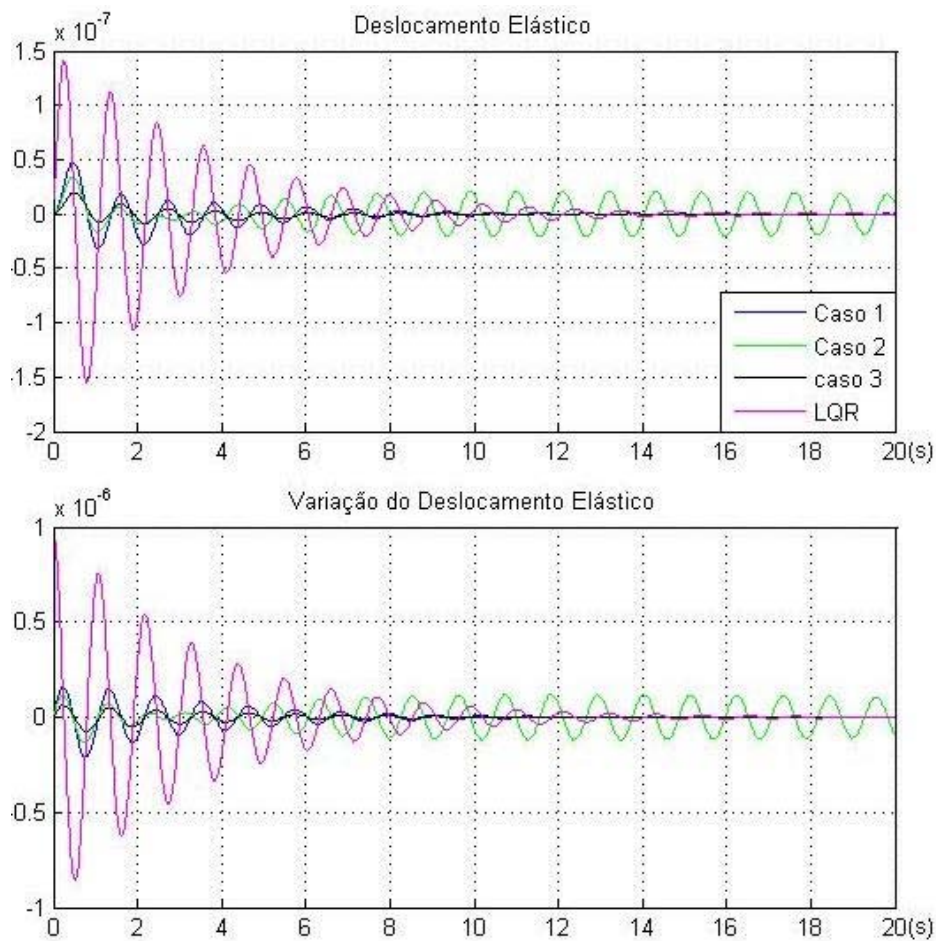 Deslocamento Elástico
x 10^-7
1.5
1
0.5
0
-0.5
-1
-1.5
-2
0 2 4 6 8 10 12 14 16 18 20(s)
Caso 1
Caso 2
caso 3
LQR
Variação do Deslocamento Elástico
x 10^-6
1
0.5
0
-0.5
-1
0 2 4 6 8 10 12 14 16 18 20(s)